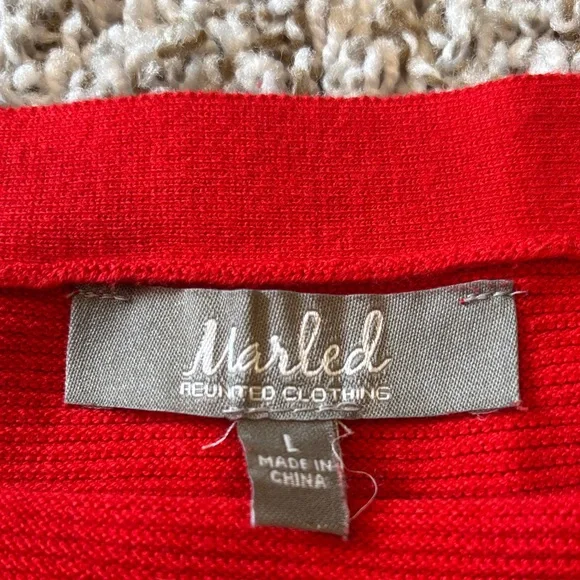 Marled
REUNITED CLOTHING
L
MADE IN
CHINA